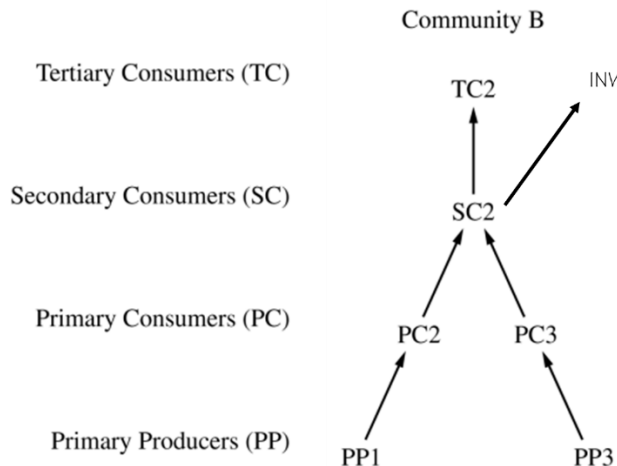 Community B
Tertiary Consumers (TC)
TC2
INV
Secondary Consumers (SC)
SC2
Primary Consumers (PC)
PC2
PC3
Primary Producers (PP)
PP1
PP3